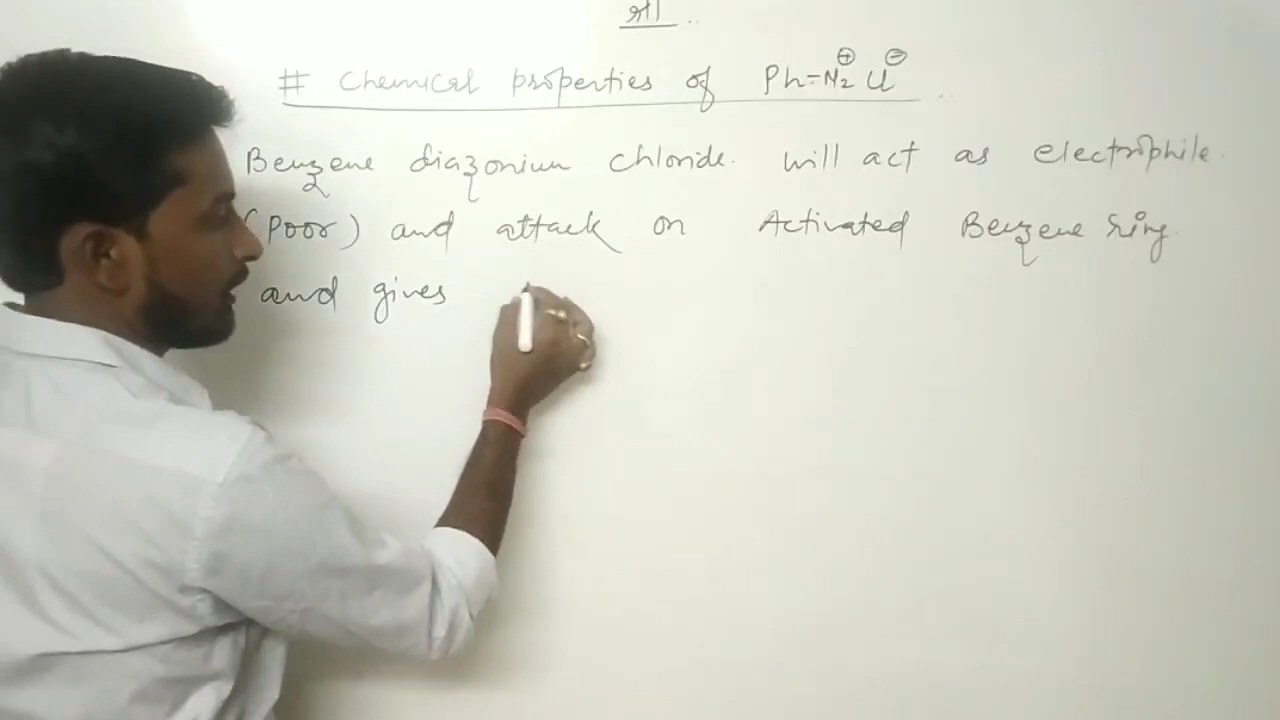 श्री
# Chemical properties of Ph-N₂⊕ Cl⊖
Benzene diazonium chloride. Will act as electrophile.
(Poor) and attack on Activated Benzene ring.
and gives